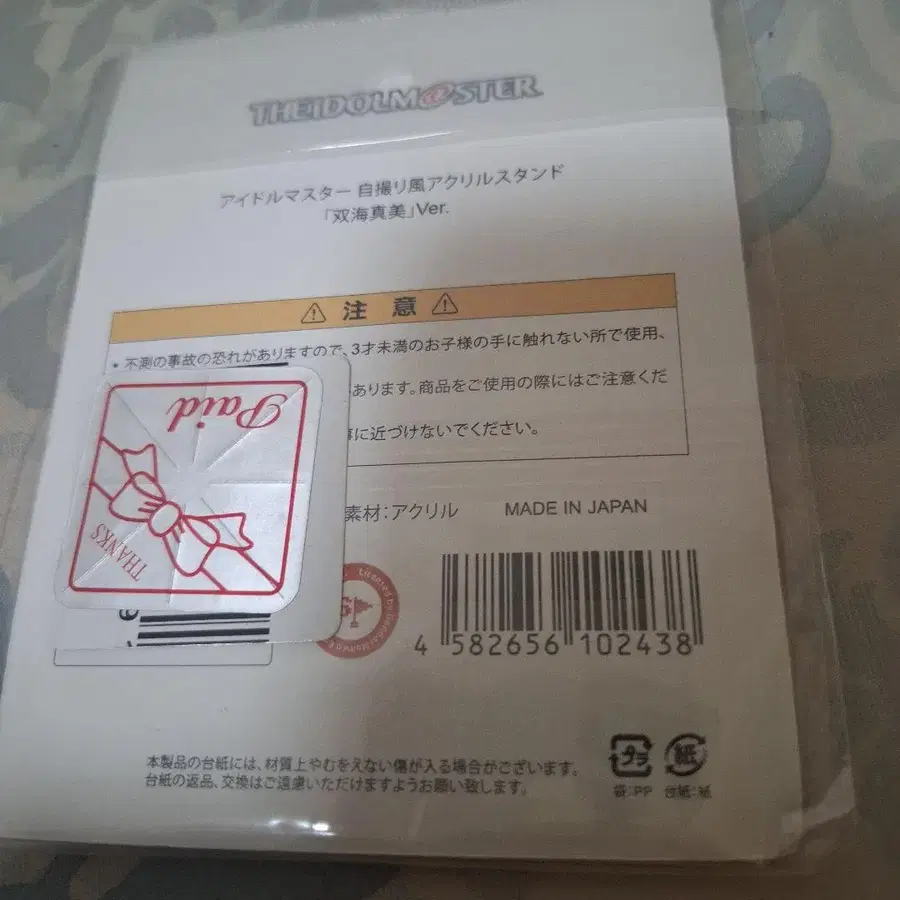 THEIDOLM@STER
アイドルマスター 自撮り風アクリルスタンド
「双海真美」Ver.
⚠ 注 意 ⚠
• 不測の事故の恐れがありますので、3才未満のお子様の手に触れない所で使用、
あります。商品をご使用の際にはご注意くだ
に近づけないでください。
Paid
THANKS
素材:アクリル MADE IN JAPAN
Licensed by
4 582656 102438
本製品の台紙には、材質上やむをえない傷が入る場合がございます。
台紙の返品、交換はご遠慮いただけますようお願い致します。
プラ 紙
袋:PP 台紙:紙